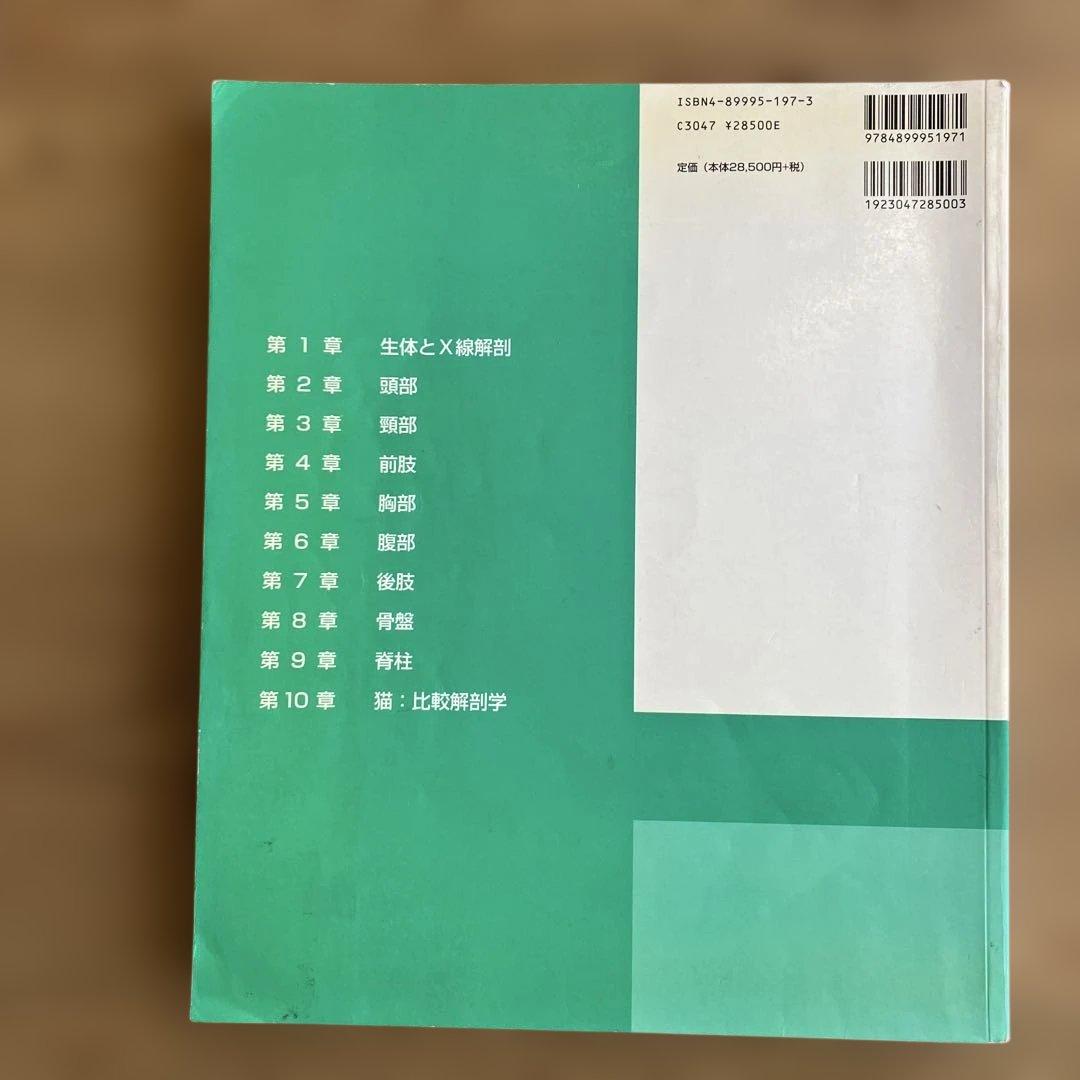 ISBN4-89995-197-3
C3047 ¥28500E
定価（本体28,500円+税）
9784899951971
1923047285003
第 1 章 生体とX線解剖
第 2 章 頭部
第 3 章 頸部
第 4 章 前肢
第 5 章 胸部
第 6 章 腹部
第 7 章 後肢
第 8 章 骨盤
第 9 章 脊柱
第10章 猫：比較解剖学